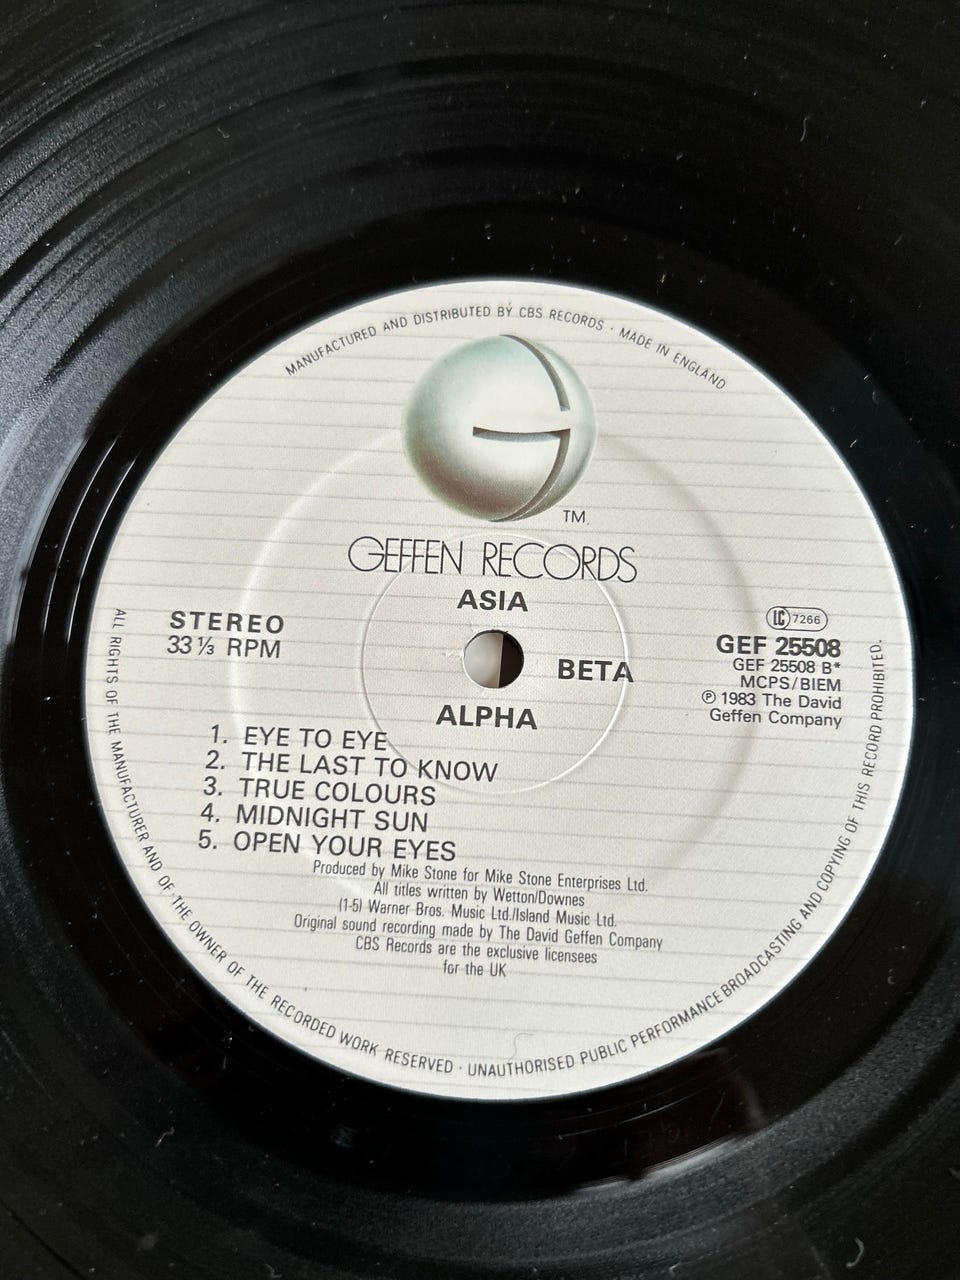 MANUFACTURED AND DISTRIBUTED BY CBS RECORDS · MADE IN ENGLAND
TM.
GEFFEN RECORDS
ASIA
STEREO
33⅓ RPM
LC 7266
GEF 25508
GEF 25508 B*
MCPS/BIEM
℗ 1983 The David
Geffen Company
BETA
ALPHA
1. EYE TO EYE
2. THE LAST TO KNOW
3. TRUE COLOURS
4. MIDNIGHT SUN
5. OPEN YOUR EYES
Produced by Mike Stone for Mike Stone Enterprises Ltd.
All titles written by Wetton/Downes
(1-5) Warner Bros. Music Ltd./Island Music Ltd.
Original sound recording made by The David Geffen Company
CBS Records are the exclusive licensees
for the UK
ALL RIGHTS OF THE MANUFACTURER AND OF THE OWNER OF THE RECORDED WORK RESERVED · UNAUTHORISED PUBLIC PERFORMANCE BROADCASTING AND COPYING OF THIS RECORD PROHIBITED.